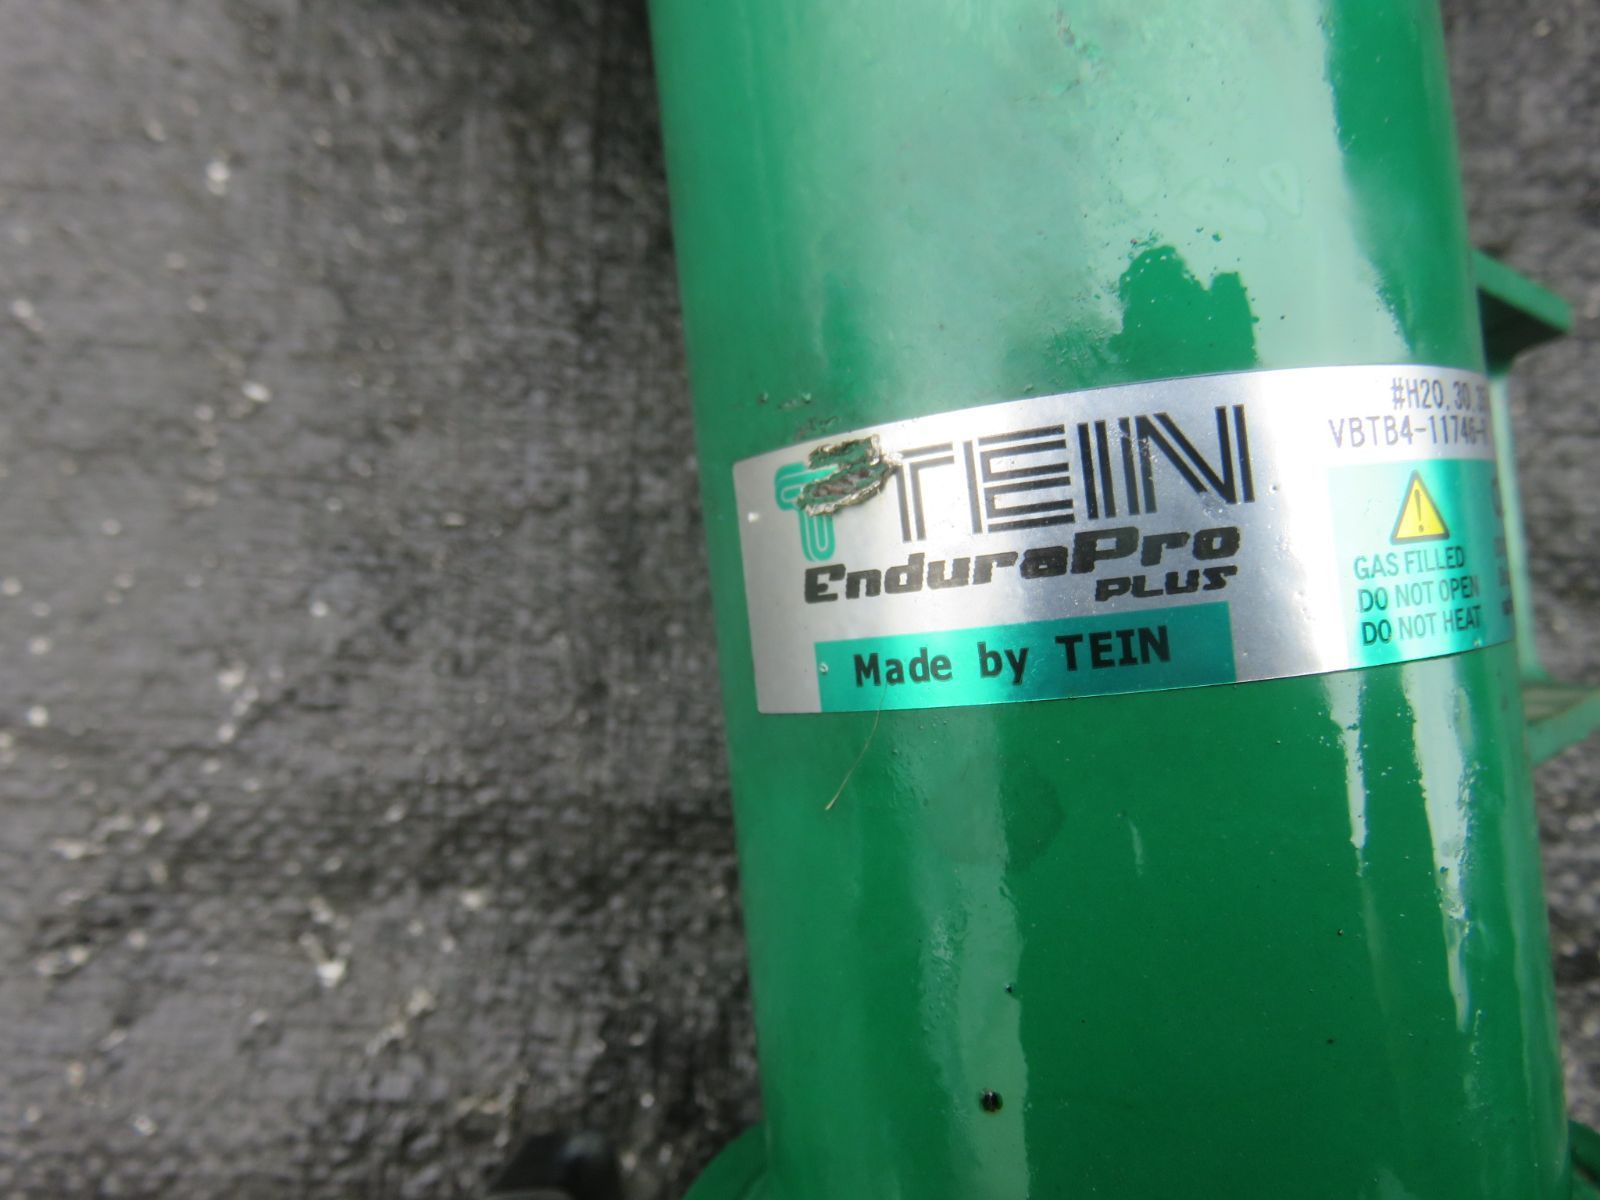 TEIN
EnduraPro
PLUS
Made by TEIN
#H20.30.
VBTB4-11746-
GAS FILLED
DO NOT OPEN
DO NOT HEAT